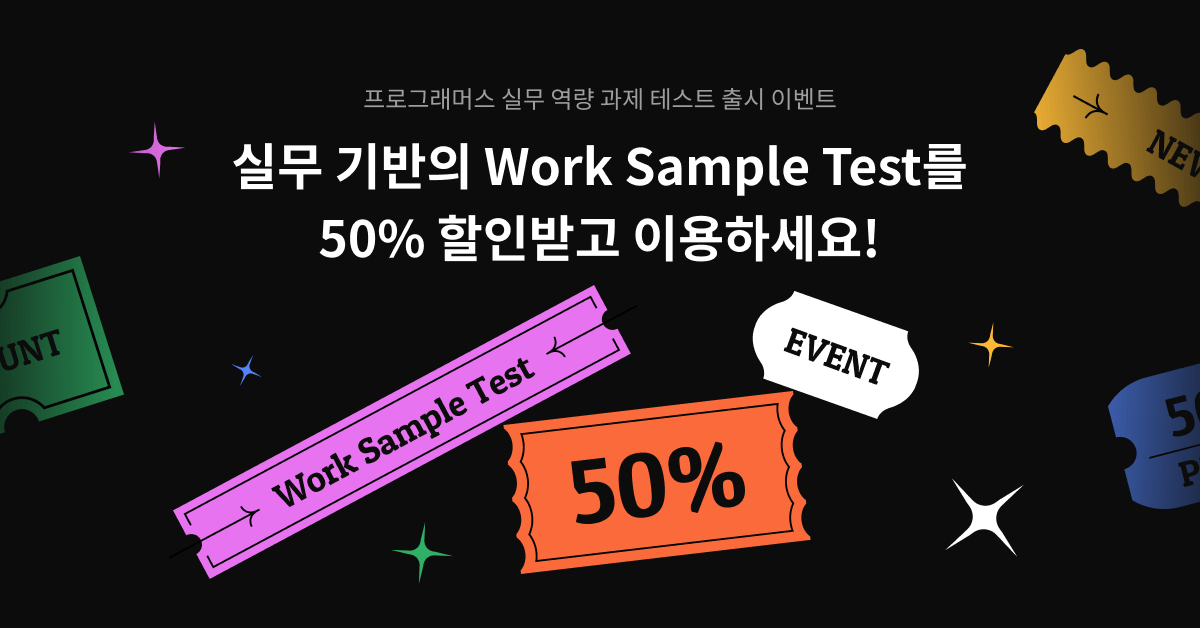 프로그래머스 실무 역량 과제 테스트 출시 이벤트
실무 기반의 Work Sample Test를
50% 할인받고 이용하세요!
Work Sample Test
50%
EVENT